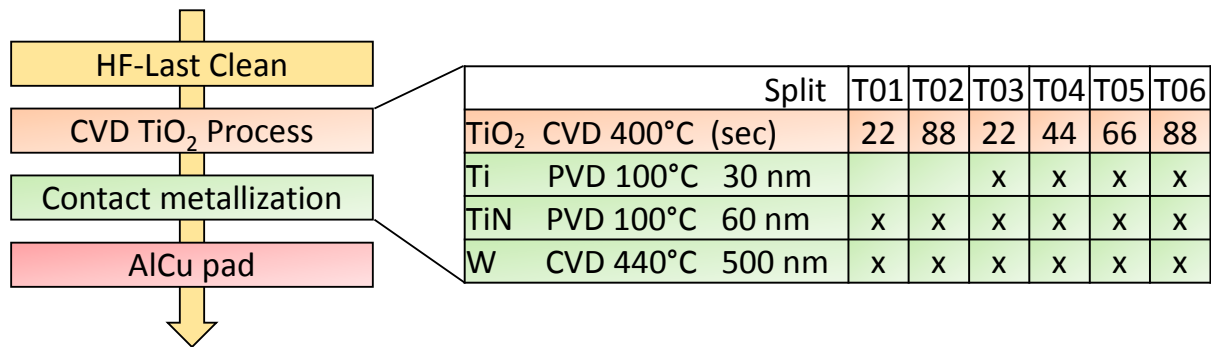 HF-Last Clean
CVD TiO₂ Process
Contact metallization
AlCu pad
Split T01 T02 T03 T04 T05 T06
TiO₂ CVD 400°C (sec) 22 88 22 44 66 88
Ti PVD 100°C 30 nm x x x x
TiN PVD 100°C 60 nm x x x x x x
W CVD 440°C 500 nm x x x x x x